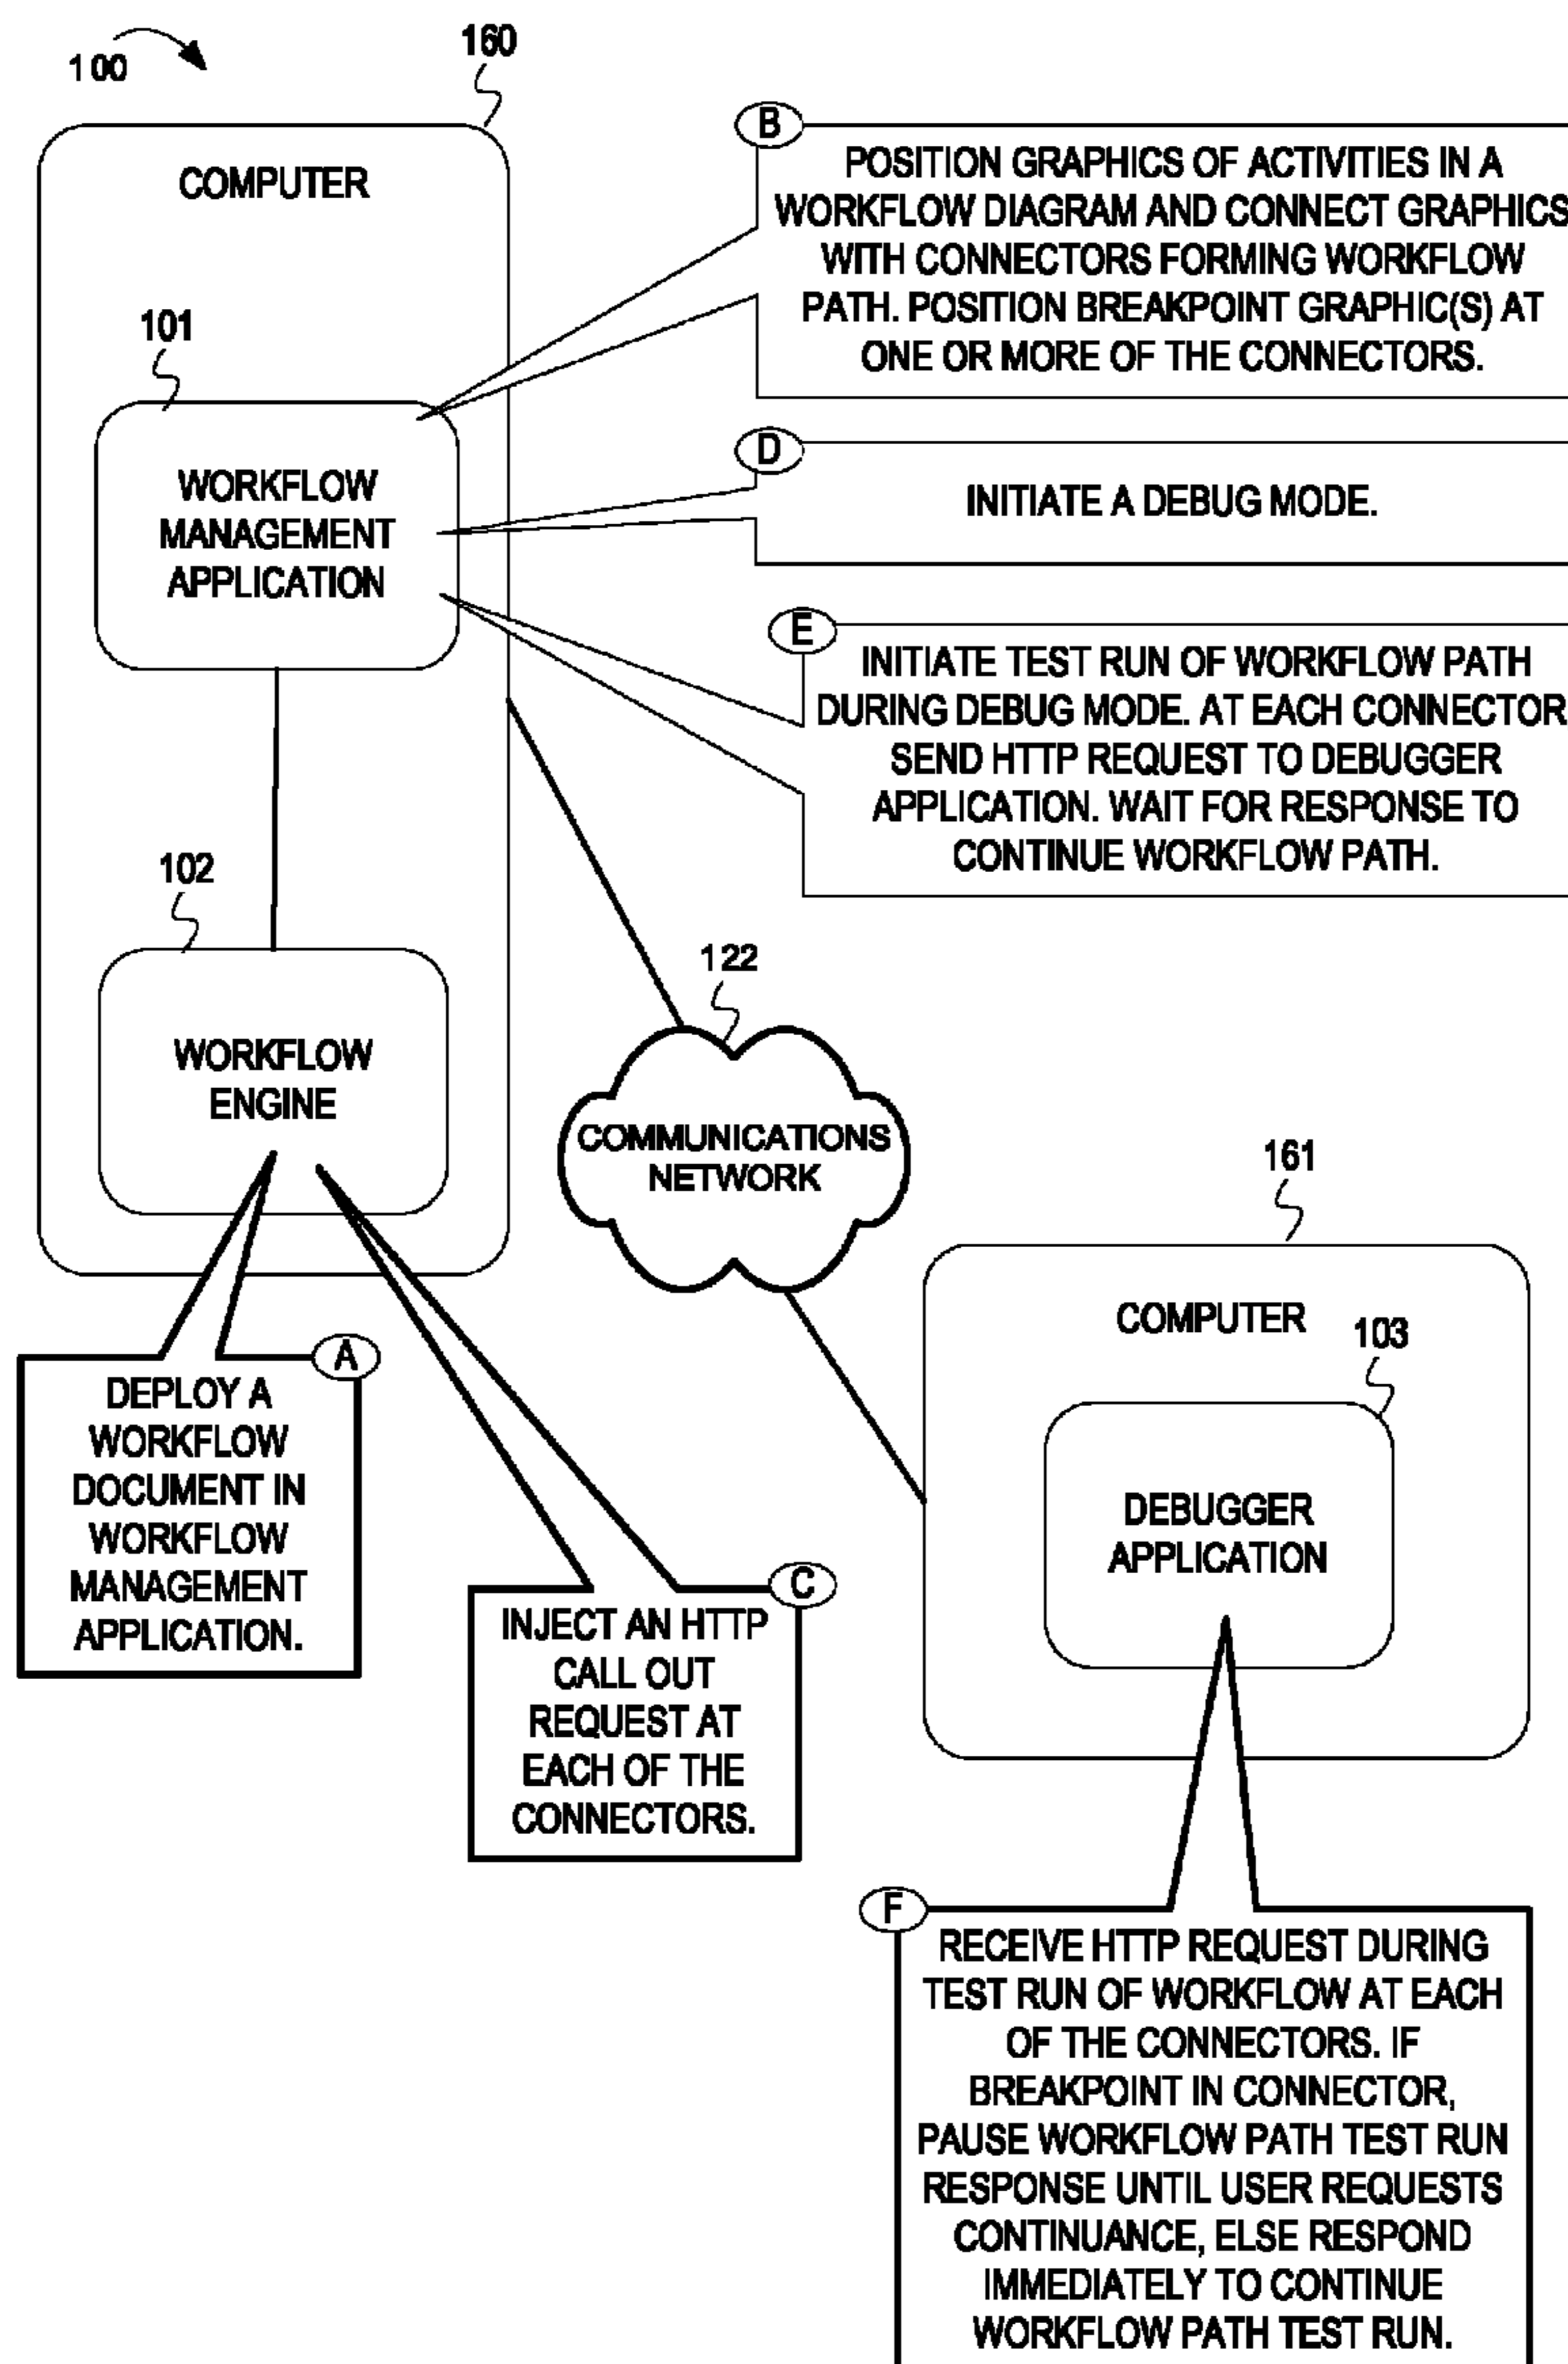 100
160
COMPUTER
101
WORKFLOW
MANAGEMENT
APPLICATION
102
WORKFLOW
ENGINE
B
POSITION GRAPHICS OF ACTIVITIES IN A
WORKFLOW DIAGRAM AND CONNECT GRAPHICS
WITH CONNECTORS FORMING WORKFLOW
PATH. POSITION BREAKPOINT GRAPHIC(S) AT
ONE OR MORE OF THE CONNECTORS.
D
INITIATE A DEBUG MODE.
E
INITIATE TEST RUN OF WORKFLOW PATH
DURING DEBUG MODE. AT EACH CONNECTOR
SEND HTTP REQUEST TO DEBUGGER
APPLICATION. WAIT FOR RESPONSE TO
CONTINUE WORKFLOW PATH.
122
COMMUNICATIONS
NETWORK
161
COMPUTER
103
DEBUGGER
APPLICATION
A
DEPLOY A
WORKFLOW
DOCUMENT IN
WORKFLOW
MANAGEMENT
APPLICATION.
C
INJECT AN HTTP
CALL OUT
REQUEST AT
EACH OF THE
CONNECTORS.
F
RECEIVE HTTP REQUEST DURING
TEST RUN OF WORKFLOW AT EACH
OF THE CONNECTORS. IF
BREAKPOINT IN CONNECTOR,
PAUSE WORKFLOW PATH TEST RUN
RESPONSE UNTIL USER REQUESTS
CONTINUANCE, ELSE RESPOND
IMMEDIATELY TO CONTINUE
WORKFLOW PATH TEST RUN.